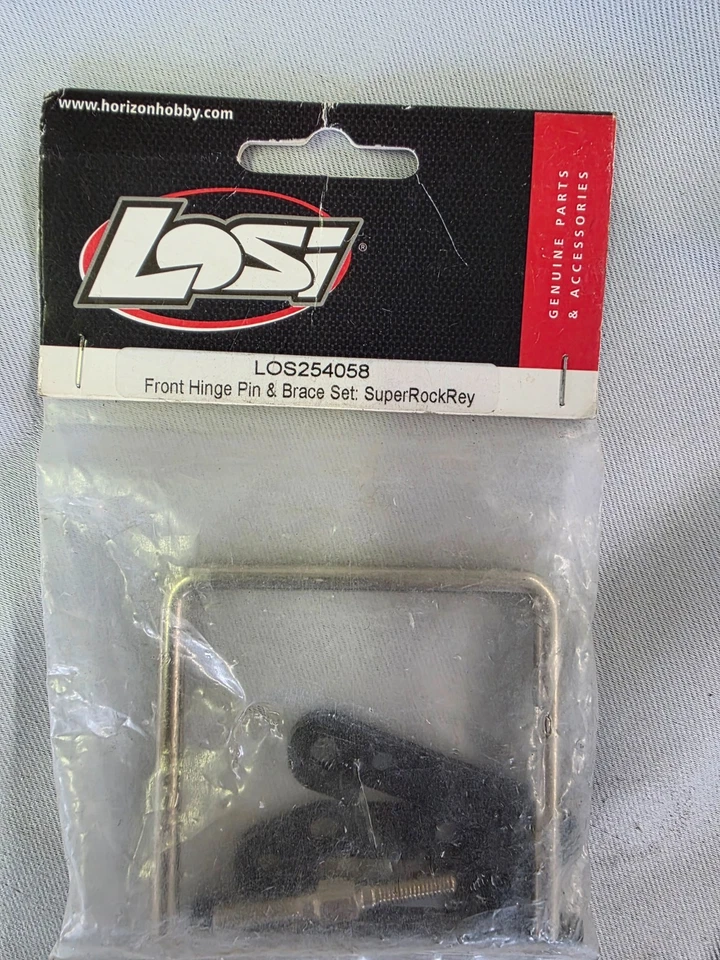 www.horizonhobby.com
LOSi®
GENUINE PARTS
& ACCESSORIES
LOS254058
Front Hinge Pin & Brace Set: SuperRockRey